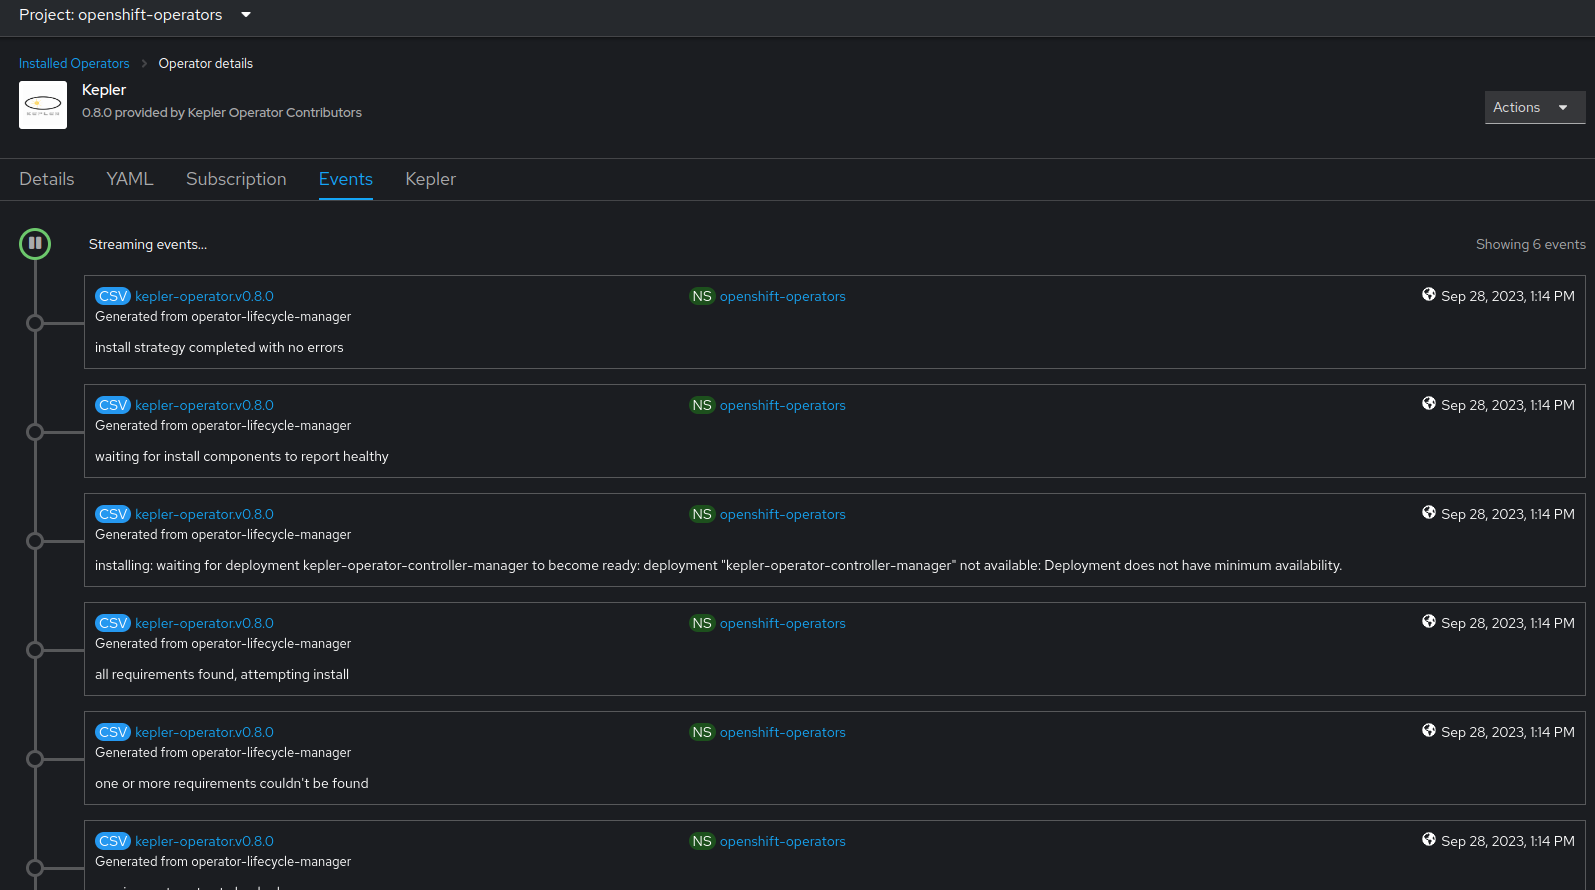 Project: openshift-operators
Installed Operators
Operator details
KEPLER
Kepler
0.8.0 provided by Kepler Operator Contributors
Actions
Details YAML Subscription Events Kepler
Streaming events...
Showing 6 events
CSV kepler-operator.v0.8.0 NS openshift-operators Sep 28, 2023, 1:14 PM
Generated from operator-lifecycle-manager
install strategy completed with no errors
CSV kepler-operator.v0.8.0 NS openshift-operators Sep 28, 2023, 1:14 PM
Generated from operator-lifecycle-manager
waiting for install components to report healthy
CSV kepler-operator.v0.8.0 NS openshift-operators Sep 28, 2023, 1:14 PM
Generated from operator-lifecycle-manager
installing: waiting for deployment kepler-operator-controller-manager to become ready: deployment "kepler-operator-controller-manager" not available: Deployment does not have minimum availability.
CSV kepler-operator.v0.8.0 NS openshift-operators Sep 28, 2023, 1:14 PM
Generated from operator-lifecycle-manager
all requirements found, attempting install
CSV kepler-operator.v0.8.0 NS openshift-operators Sep 28, 2023, 1:14 PM
Generated from operator-lifecycle-manager
one or more requirements couldn't be found
CSV kepler-operator.v0.8.0 NS openshift-operators Sep 28, 2023, 1:14 PM
Generated from operator-lifecycle-manager